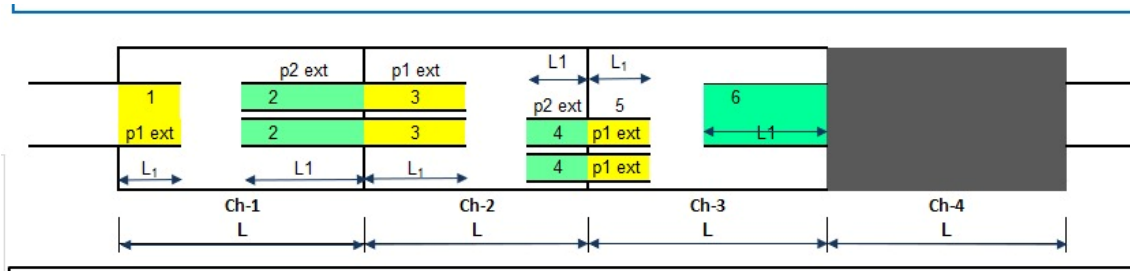 L1 L₁
p2 ext p1 ext
1 2 3 p2 ext 5 6
p1 ext 2 3 4 p1 ext L1
4 p1 ext
L₁ L1 L₁
Ch-1 Ch-2 Ch-3 Ch-4
L L L L